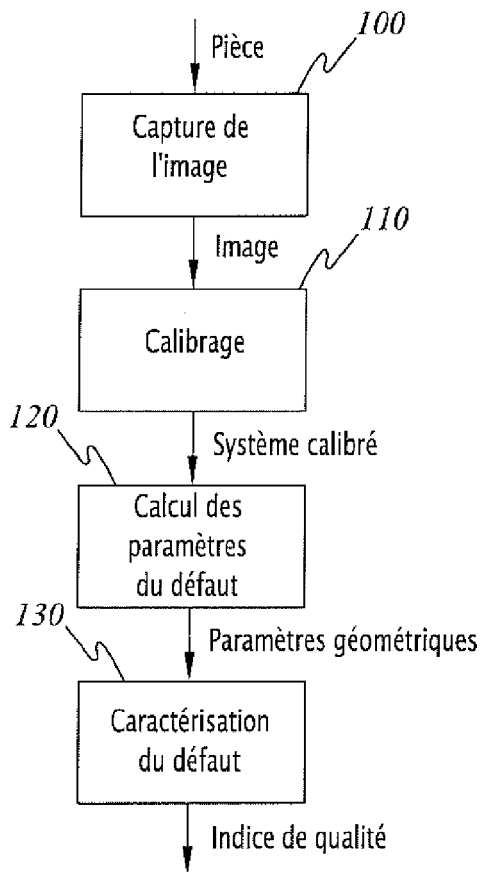 100
Pièce
Capture de
l'image
Image
110
Calibrage
120
Système calibré
Calcul des
paramètres
du défaut
130
Paramètres géométriques
Caractérisation
du défaut
Indice de qualité